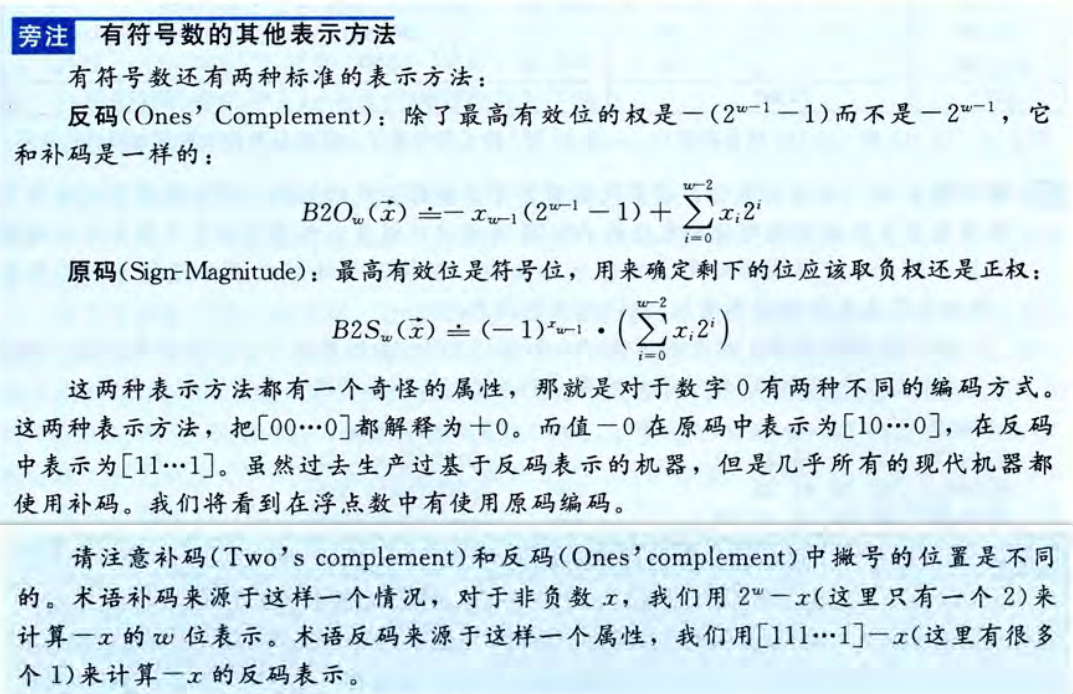 旁注 有符号数的其他表示方法
有符号数还有两种标准的表示方法：
反码(Ones' Complement)：除了最高有效位的权是－(2^{w-1}－1)而不是－2^{w-1}，它
和补码是一样的：
B2O_w(x⃗) ≐ －x_{w-1}(2^{w-1}－1)＋∑_{i=0}^{w-2} x_i 2^i
原码(Sign-Magnitude)：最高有效位是符号位，用来确定剩下的位应该取负权还是正权：
B2S_w(x⃗) ≐ (－1)^{x_{w-1}} · (∑_{i=0}^{w-2} x_i 2^i)
这两种表示方法都有一个奇怪的属性，那就是对于数字 0 有两种不同的编码方式。
这两种表示方法，把[00…0]都解释为＋0。而值－0 在原码中表示为[10…0]，在反码
中表示为[11…1]。虽然过去生产过基于反码表示的机器，但是几乎所有的现代机器都
使用补码。我们将看到在浮点数中有使用原码编码。
请注意补码(Two's complement)和反码(Ones'complement)中撇号的位置是不同
的。术语补码来源于这样一个情况，对于非负数 x，我们用 2^w－x(这里只有一个 2)来
计算－x 的 w 位表示。术语反码来源于这样一个属性，我们用[111…1]－x(这里有很多
个 1)来计算－x 的反码表示。